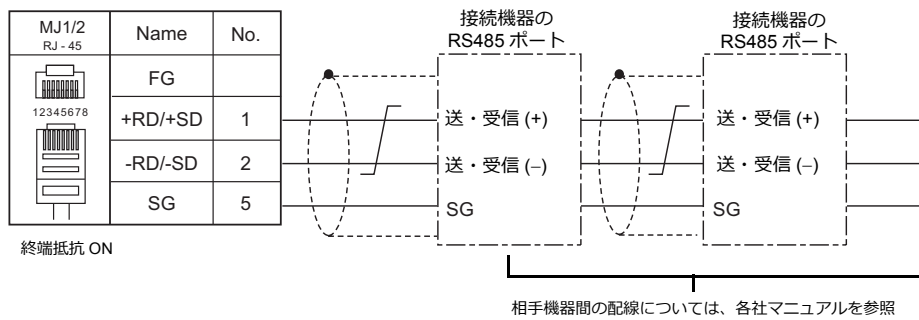 MJ1/2
RJ - 45
Name
No.
12345678
FG
+RD/+SD
1
-RD/-SD
2
SG
5
終端抵抗 ON
接続機器の
RS485 ポート
送・受信 (+)
送・受信 (−)
SG
接続機器の
RS485 ポート
送・受信 (+)
送・受信 (−)
SG
相手機器間の配線については、各社マニュアルを参照